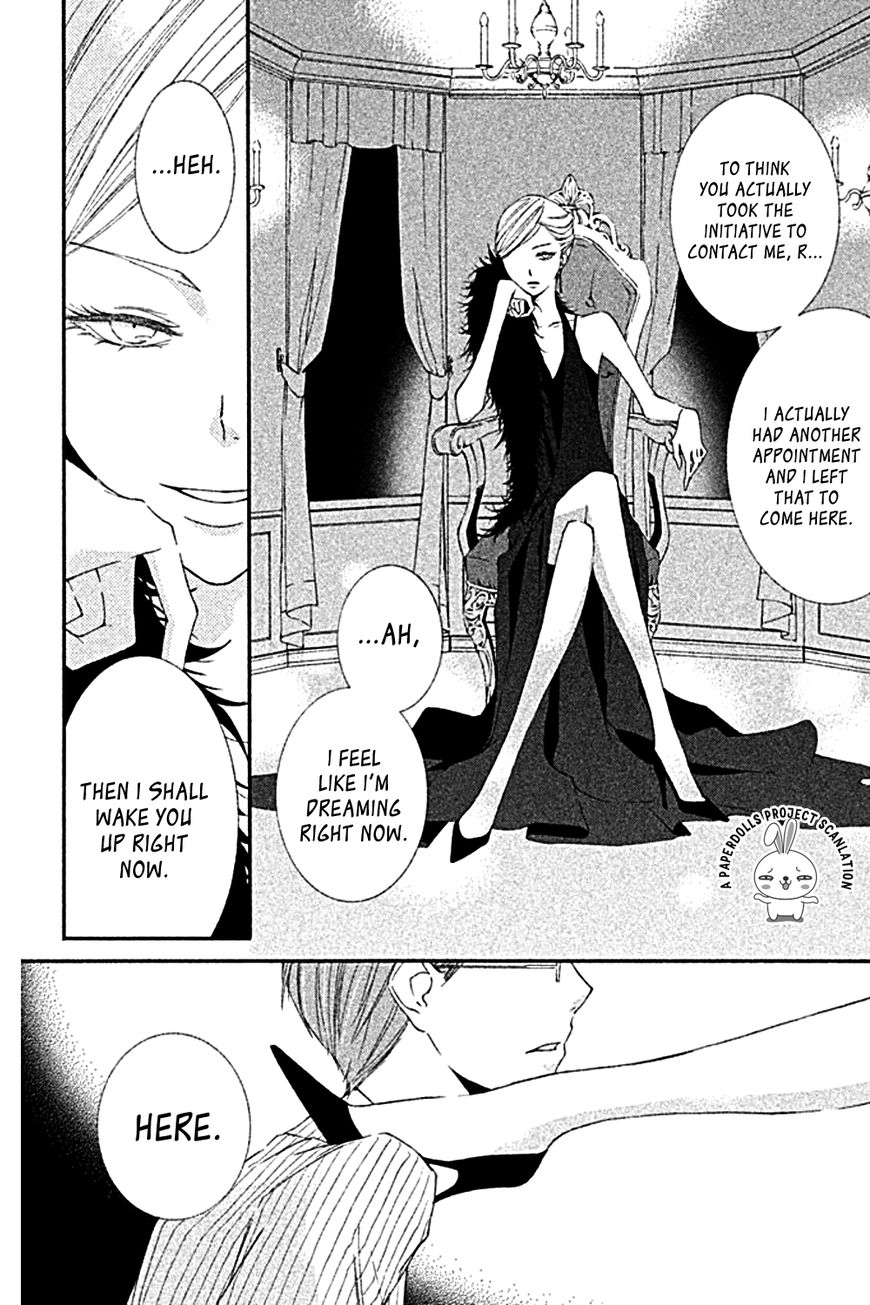 TO THINK
YOU ACTUALLY
TOOK THE
INITIATIVE TO
CONTACT ME, R...
I ACTUALLY
HAD ANOTHER
APPOINTMENT
AND I LEFT
THAT TO
COME HERE.
...AH,
I FEEL
LIKE I'M
DREAMING
RIGHT NOW.
...HEH.
THEN I SHALL
WAKE YOU
UP RIGHT
NOW.
A PAPERDOLLS PROJECT SCANLATION
HERE.